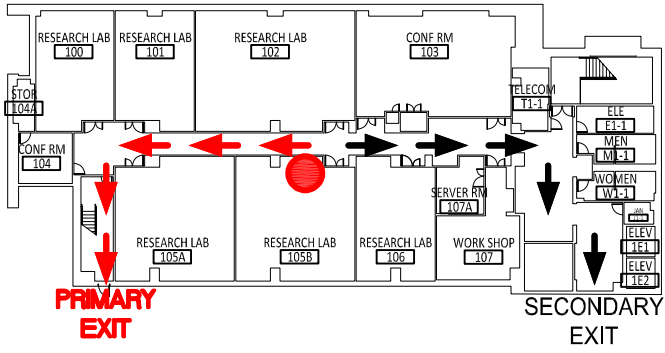 RESEARCH LAB
100
RESEARCH LAB
101
RESEARCH LAB
102
CONF RM
103
STOR
104A
TELECOM
T1-1
ELE
E1-1
MEN
M1-1
CONF RM
104
WOMEN
W1-1
SERVER RM
107A
JAN
ELEV
1E1
RESEARCH LAB
105A
RESEARCH LAB
105B
RESEARCH LAB
106
WORK SHOP
107
ELEV
1E2
PRIMARY
EXIT
SECONDARY
EXIT